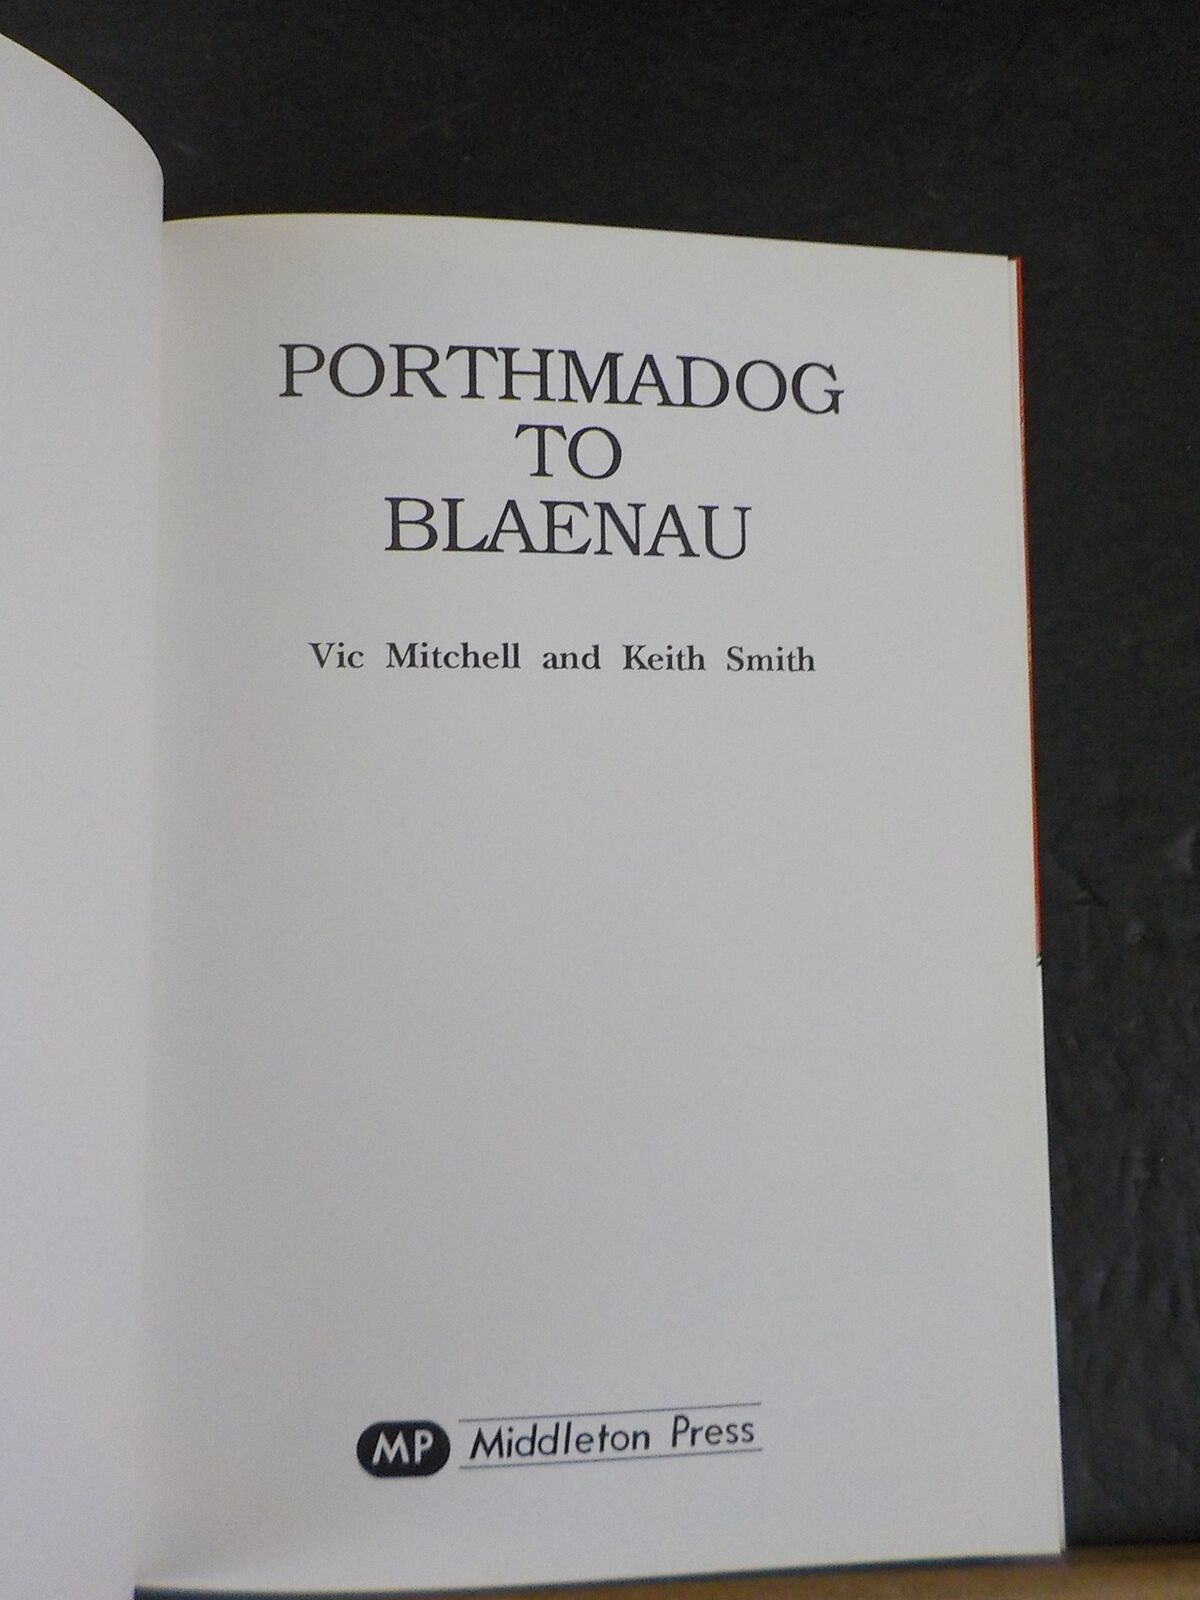 PORTHMADOG
TO
BLAENAU
Vic Mitchell and Keith Smith
MP Middleton Press